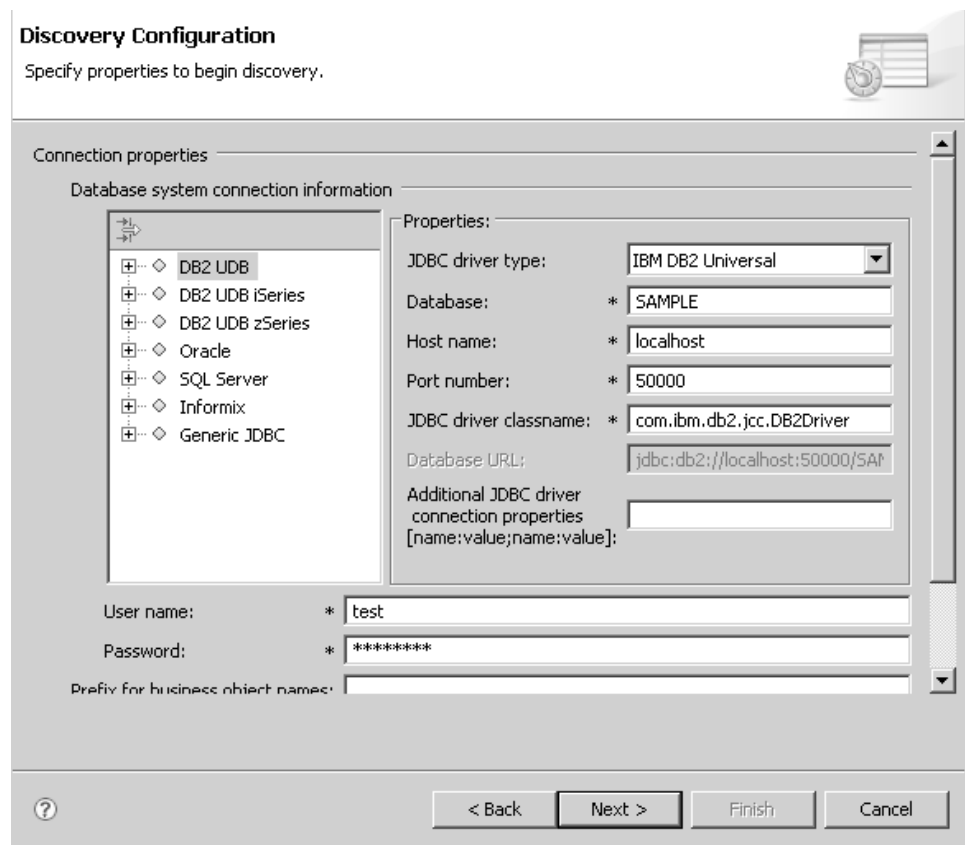 Discovery Configuration
Specify properties to begin discovery.
Connection properties
Database system connection information
DB2 UDB
DB2 UDB iSeries
DB2 UDB zSeries
Oracle
SQL Server
Informix
Generic JDBC
Properties:
JDBC driver type: IBM DB2 Universal
Database: * SAMPLE
Host name: * localhost
Port number: * 50000
JDBC driver classname: * com.ibm.db2.jcc.DB2Driver
Database URL: jdbc:db2://localhost:50000/SAM
Additional JDBC driver
connection properties
[name:value;name:value]:
User name: * test
Password: * ********
Prefix for business object names:
? < Back Next > Finish Cancel